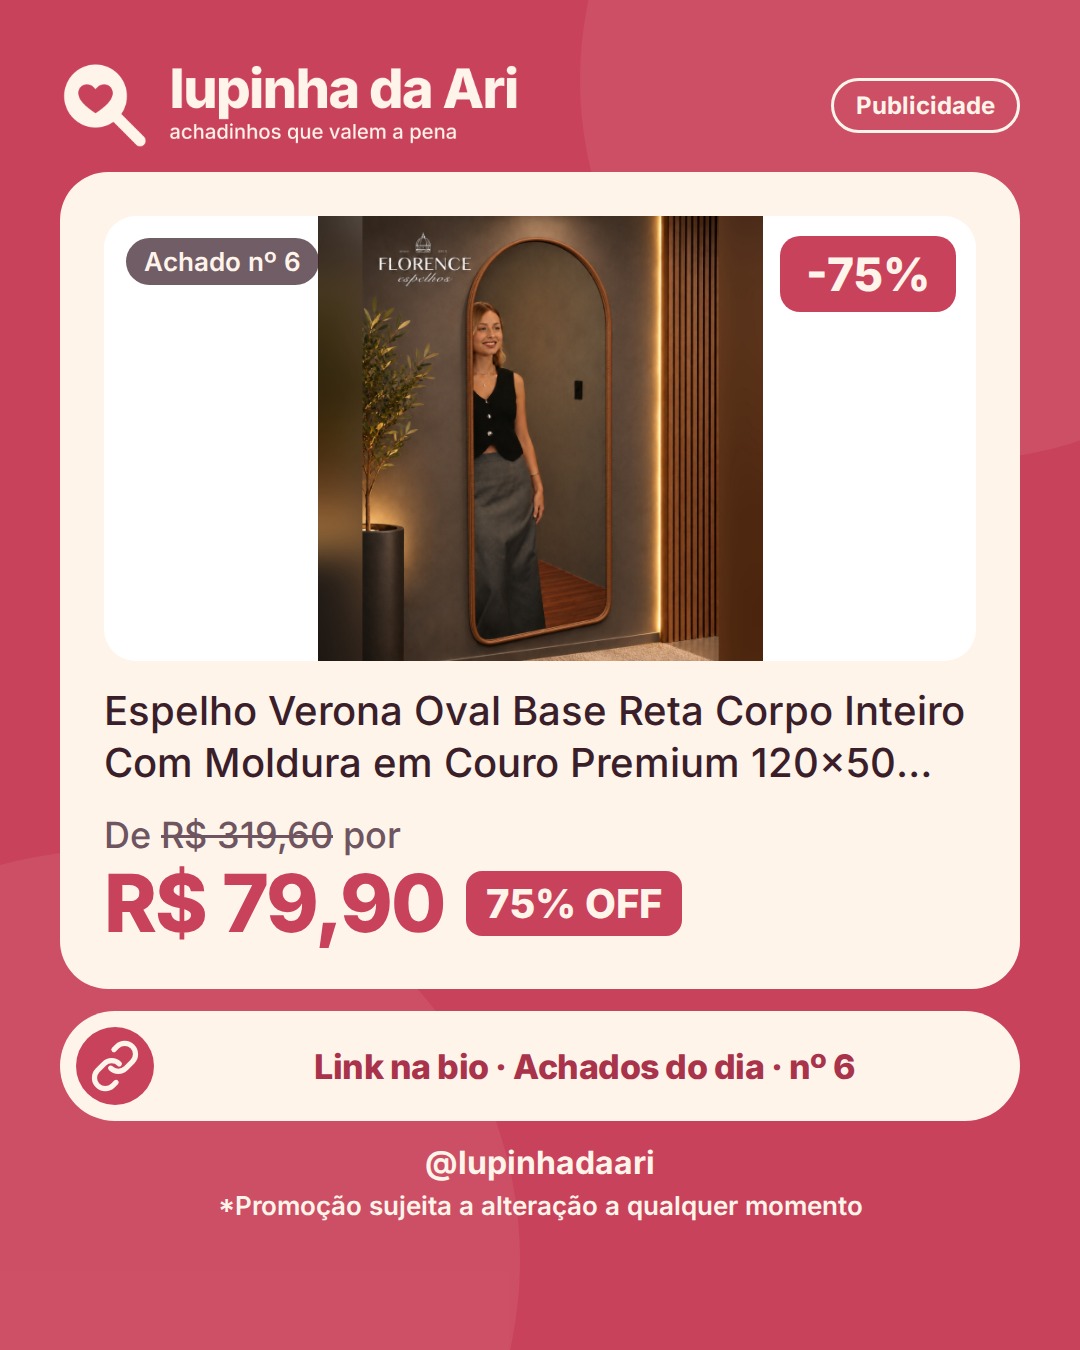 lupinha da Ari
achadinhos que valem a pena
Publicidade
Achado nº 6
FLORENCE
espelhos
-75%
Espelho Verona Oval Base Reta Corpo Inteiro
Com Moldura em Couro Premium 120x50...
De R$ 319,60 por
R$ 79,90
75% OFF
Link na bio · Achados do dia · nº 6
@lupinhadaari
*Promoção sujeita a alteração a qualquer momento